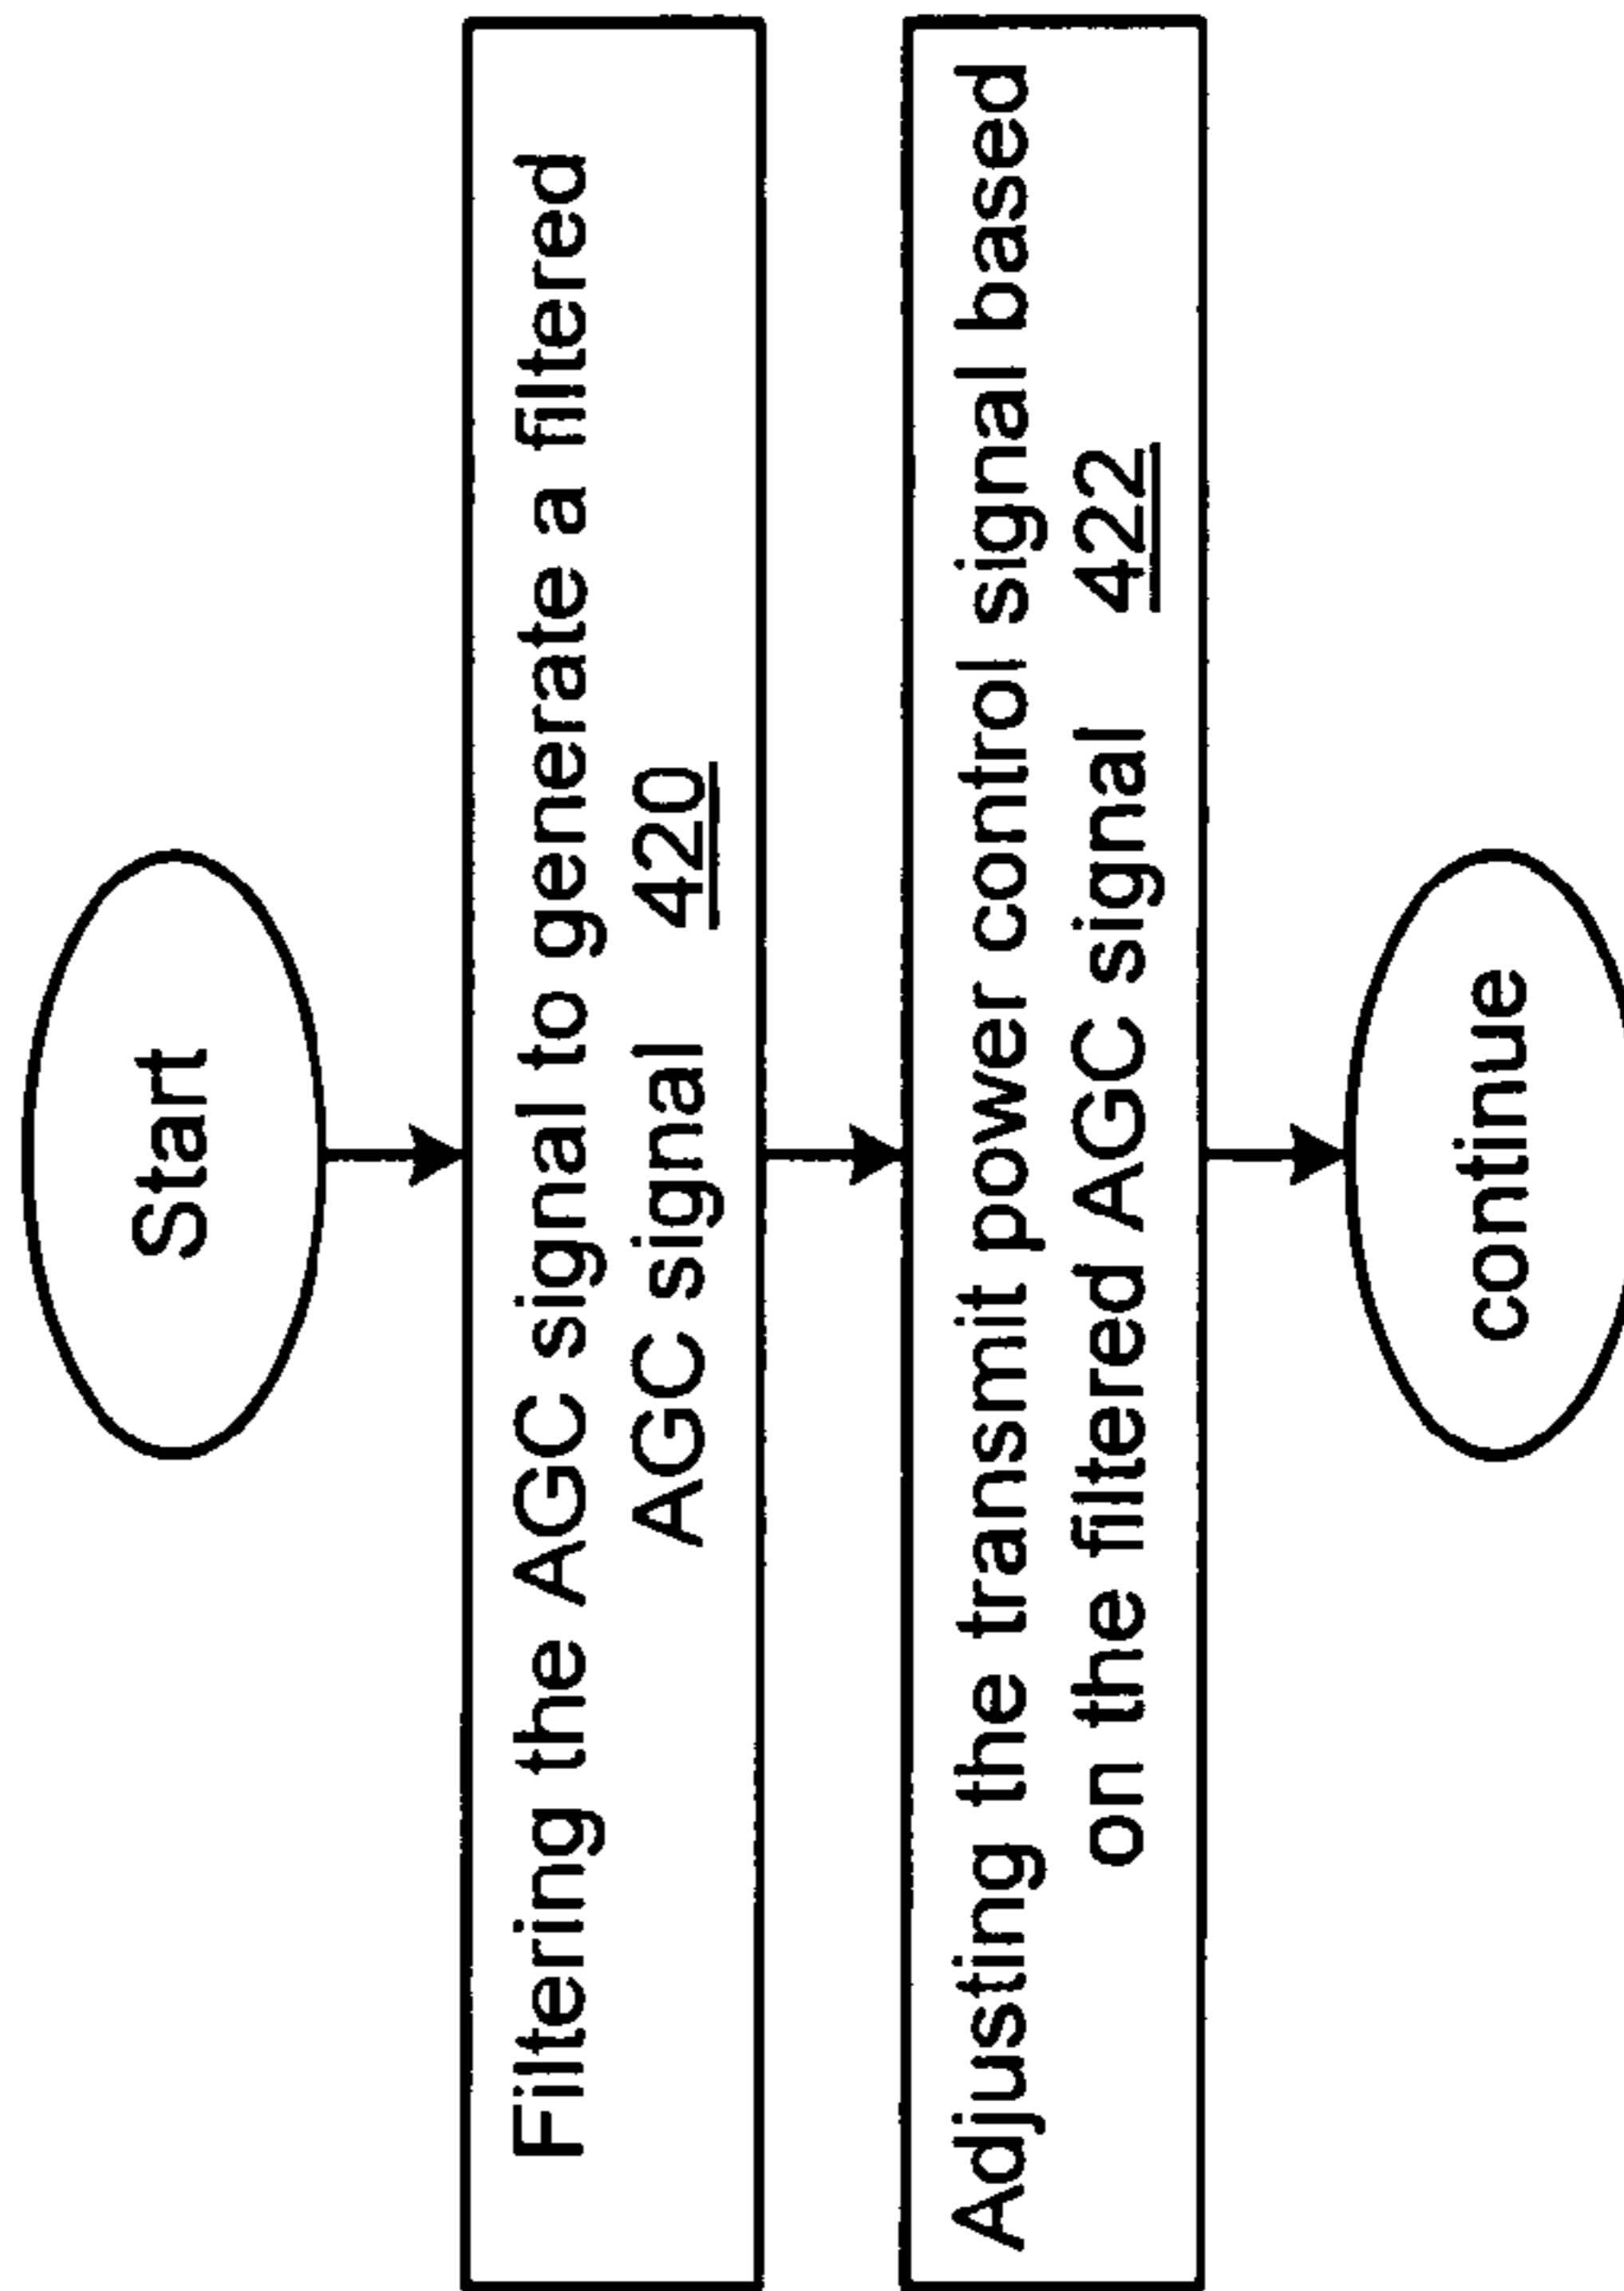 Start
Filtering the AGC signal to generate a filtered
AGC signal 420
Adjusting the transmit power control signal based
on the filtered AGC signal 422
continue